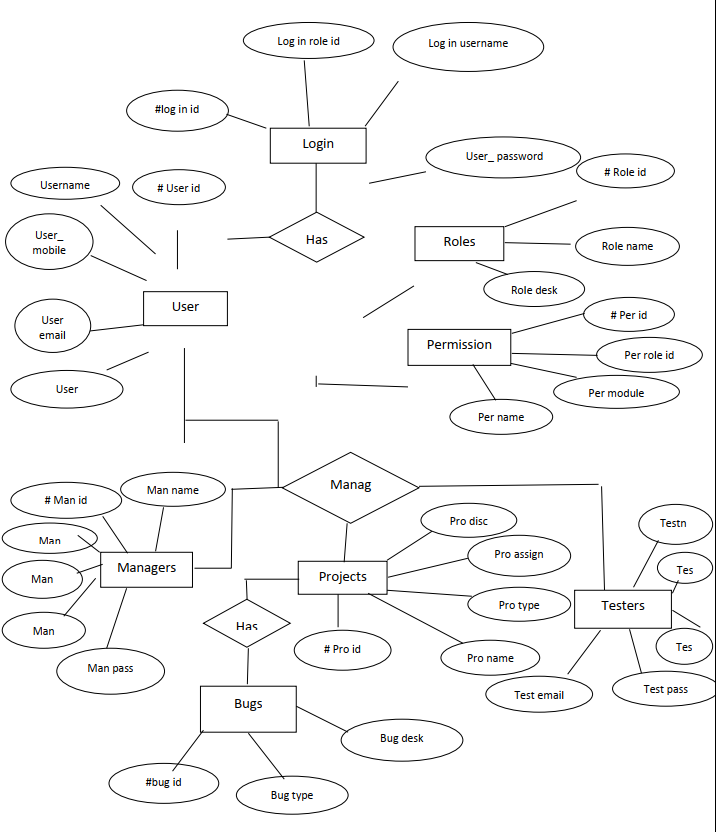 Log in role id
Log in username
#log in id
Login
User_ password
Username
# User id
# Role id
User_
mobile
Has
Roles
Role name
Role desk
User
User
email
# Per id
Permission
Per role id
User
Per module
Per name
Manag
# Man id
Man name
Pro disc
Testn
Man
Pro assign
Managers
Projects
Tes
Man
Pro type
Testers
Man
Has
# Pro id
Pro name
Tes
Man pass
Test email
Test pass
Bugs
Bug desk
#bug id
Bug type